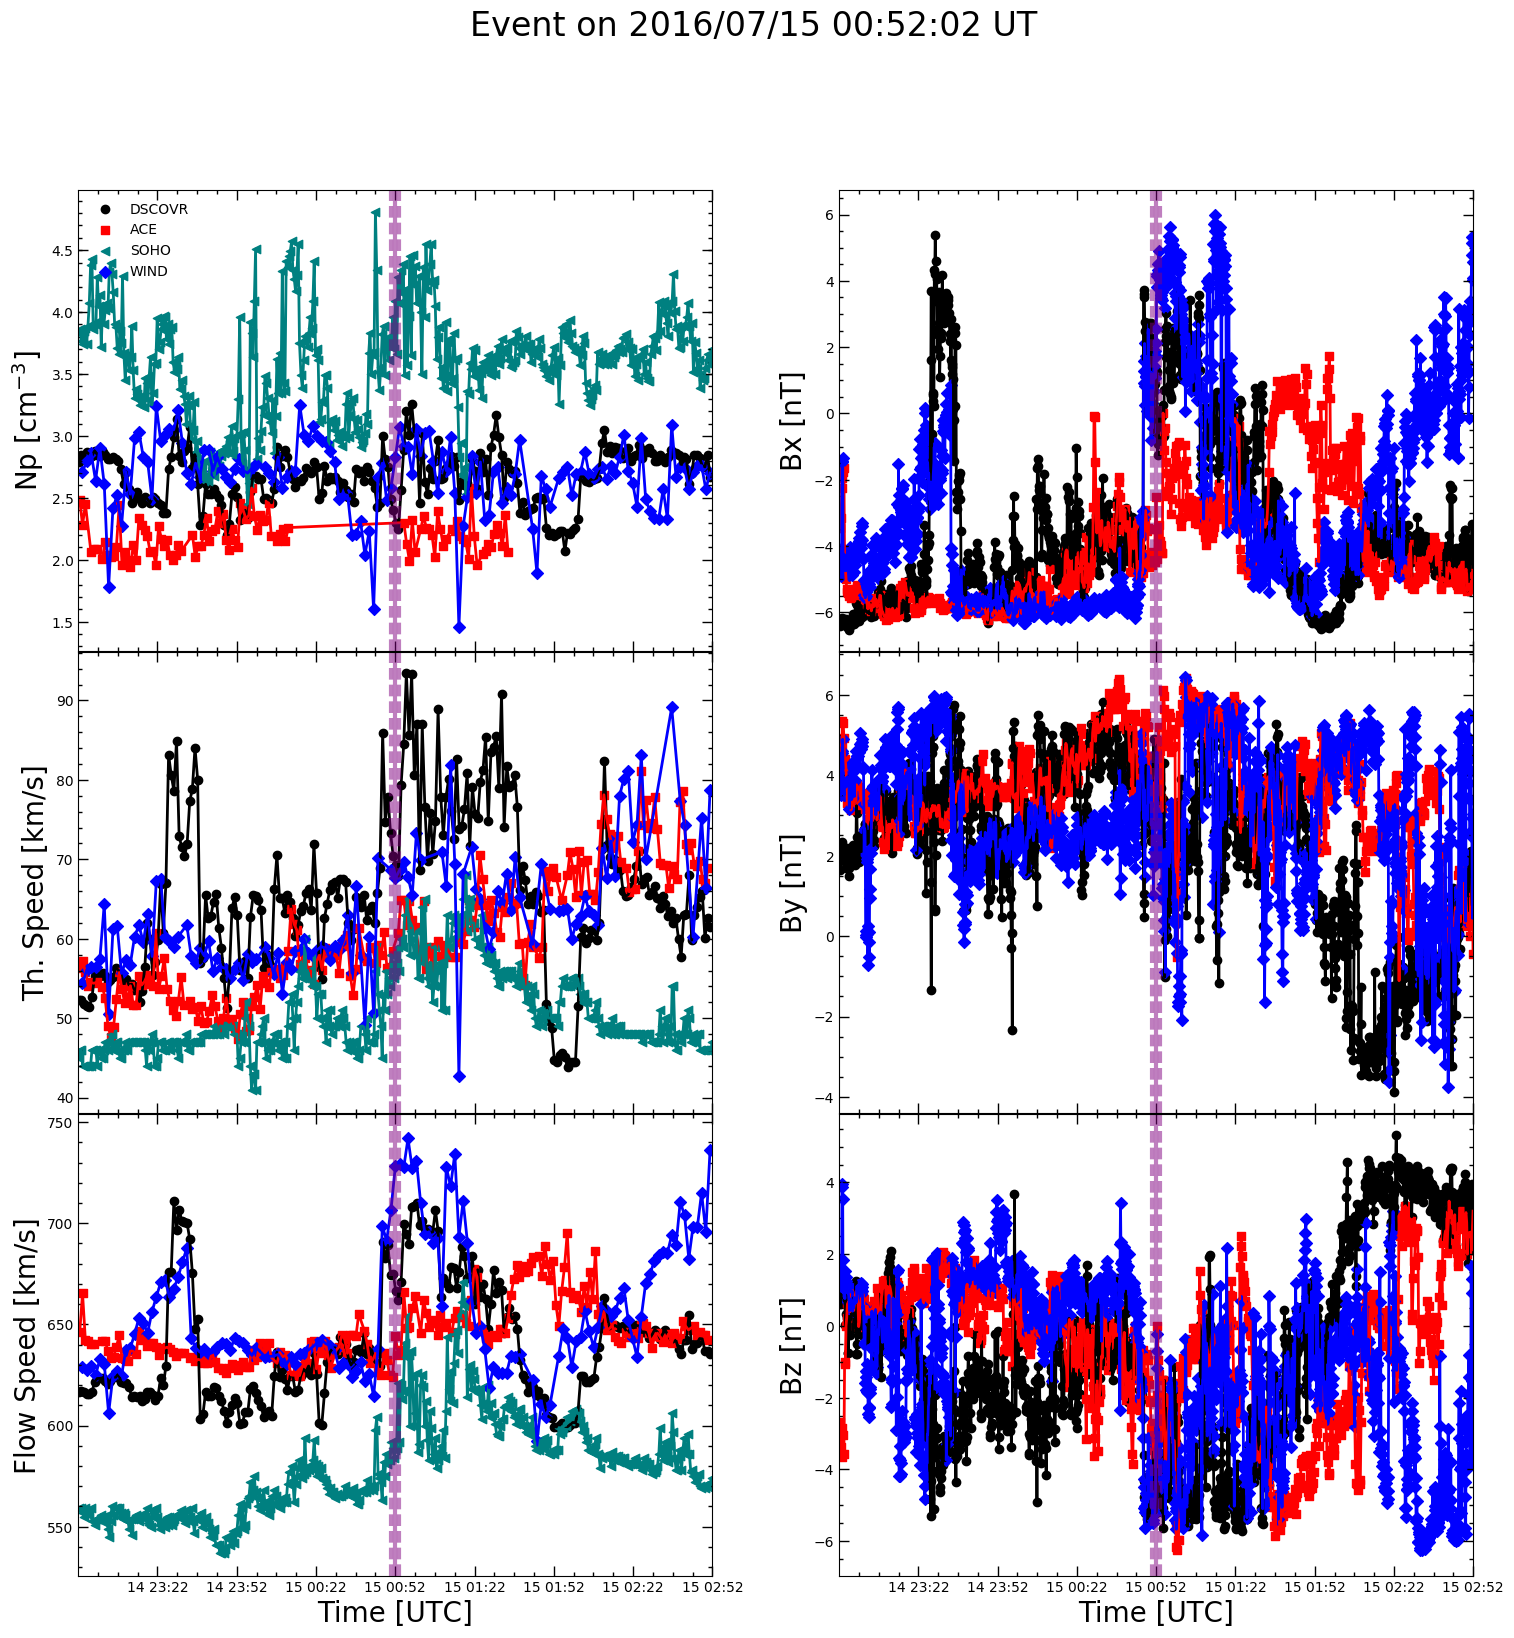 Event on 2016/07/15 00:52:02 UT
DSCOVR
ACE
SOHO
WIND
Np [cm⁻³]
4.5
4.0
3.5
3.0
2.5
2.0
1.5
Bx [nT]
6
4
2
0
−2
−4
−6
Th. Speed [km/s]
90
80
70
60
50
40
By [nT]
6
4
2
0
−2
−4
Flow Speed [km/s]
750
700
650
600
550
Bz [nT]
4
2
0
−2
−4
−6
14 23:22 14 23:52 15 00:22 15 00:52 15 01:22 15 01:52 15 02:22 15 02:52
Time [UTC]
14 23:22 14 23:52 15 00:22 15 00:52 15 01:22 15 01:52 15 02:22 15 02:52
Time [UTC]